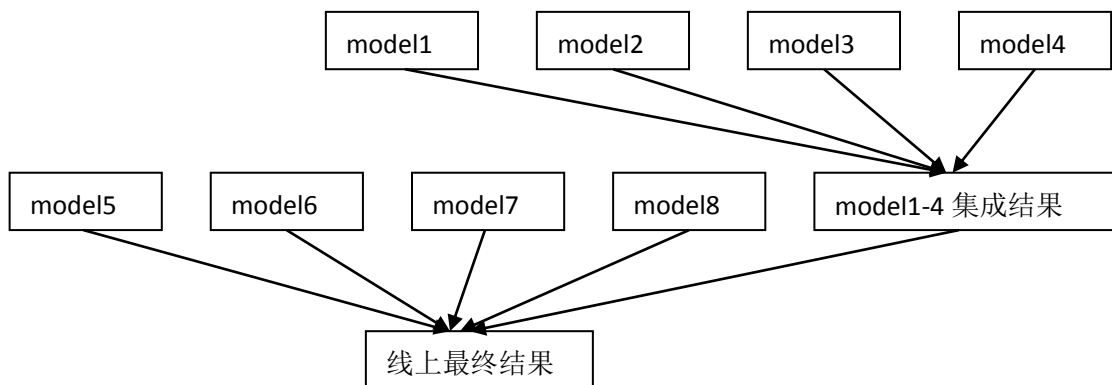 model1
model2
model3
model4
model5
model6
model7
model8
model1-4 集成结果
线上最终结果